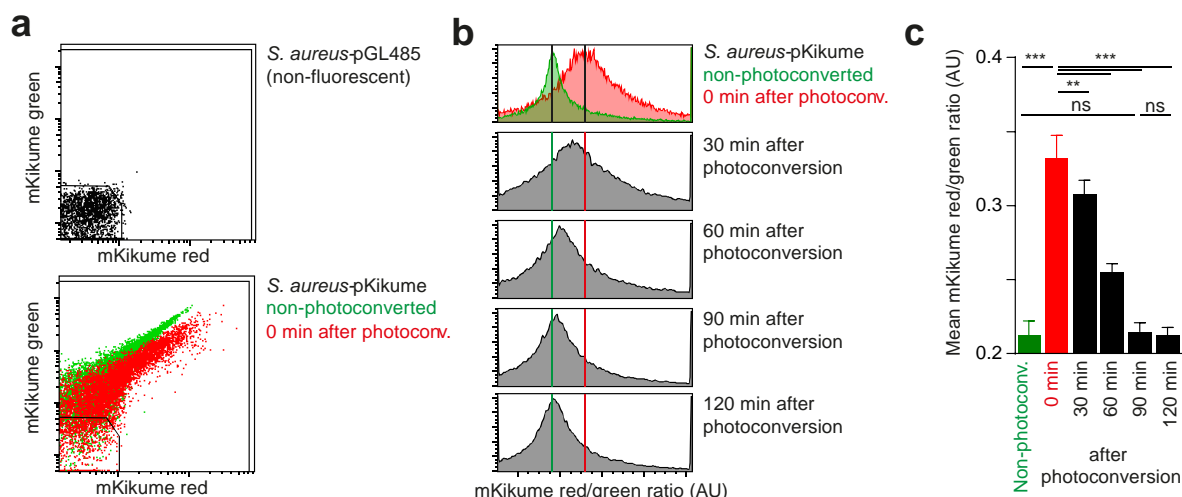 a
S. aureus-pGL485
(non-fluorescent)
mKikume green
mKikume red
S. aureus-pKikume
non-photoconverted
0 min after photoconv.
mKikume green
mKikume red
b
S. aureus-pKikume
non-photoconverted
0 min after photoconv.
30 min after
photoconversion
60 min after
photoconversion
90 min after
photoconversion
120 min after
photoconversion
mKikume red/green ratio (AU)
c
Mean mKikume red/green ratio (AU)
0.4
0.3
0.2
***
***
**
ns
ns
Non-photoconv.
0 min
30 min
60 min
90 min
120 min
after
photoconversion